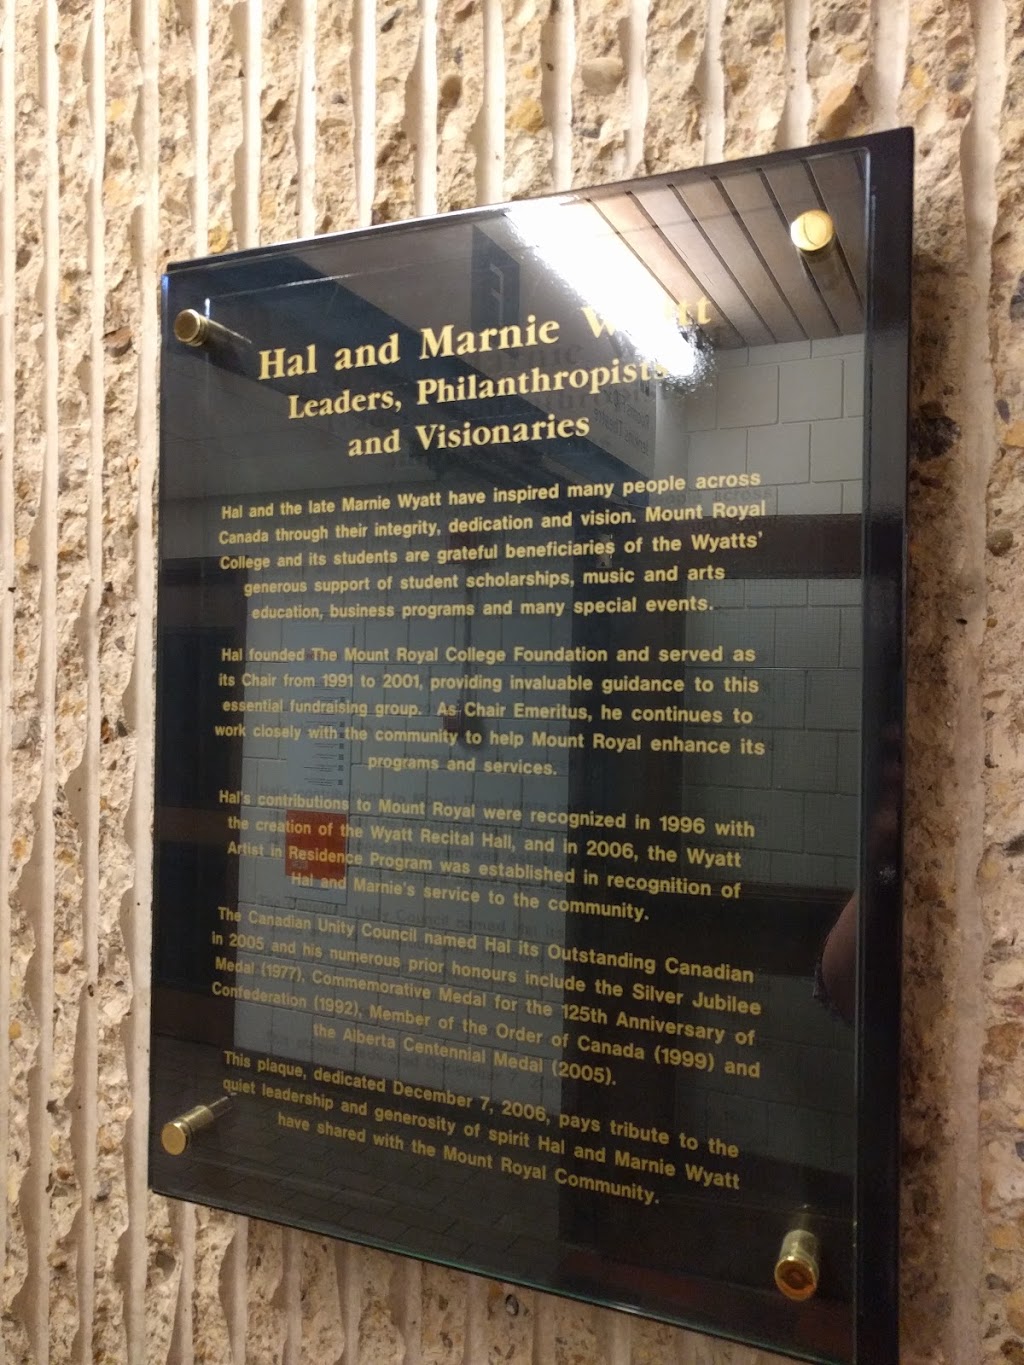 Hal and Marnie Wyatt
Leaders, Philanthropists
and Visionaries
Hal and the late Marnie Wyatt have inspired many people across
Canada through their integrity, dedication and vision. Mount Royal
College and its students are grateful beneficiaries of the Wyatts'
generous support of student scholarships, music and arts
education, business programs and many special events.
Hal founded The Mount Royal College Foundation and served as
its Chair from 1991 to 2001, providing invaluable guidance to this
essential fundraising group. As Chair Emeritus, he continues to
work closely with the community to help Mount Royal enhance its
programs and services.
Hal's contributions to Mount Royal were recognized in 1996 with
the creation of the Wyatt Recital Hall, and in 2006, the Wyatt
Artist in Residence Program was established in recognition of
Hal and Marnie's service to the community.
The Canadian Unity Council named Hal its Outstanding Canadian
in 2005 and his numerous prior honours include the Silver Jubilee
Medal (1977), Commemorative Medal for the 125th Anniversary of
Confederation (1992), Member of the Order of Canada (1999) and
the Alberta Centennial Medal (2005).
This plaque, dedicated December 7, 2006, pays tribute to the
quiet leadership and generosity of spirit Hal and Marnie Wyatt
have shared with the Mount Royal Community.